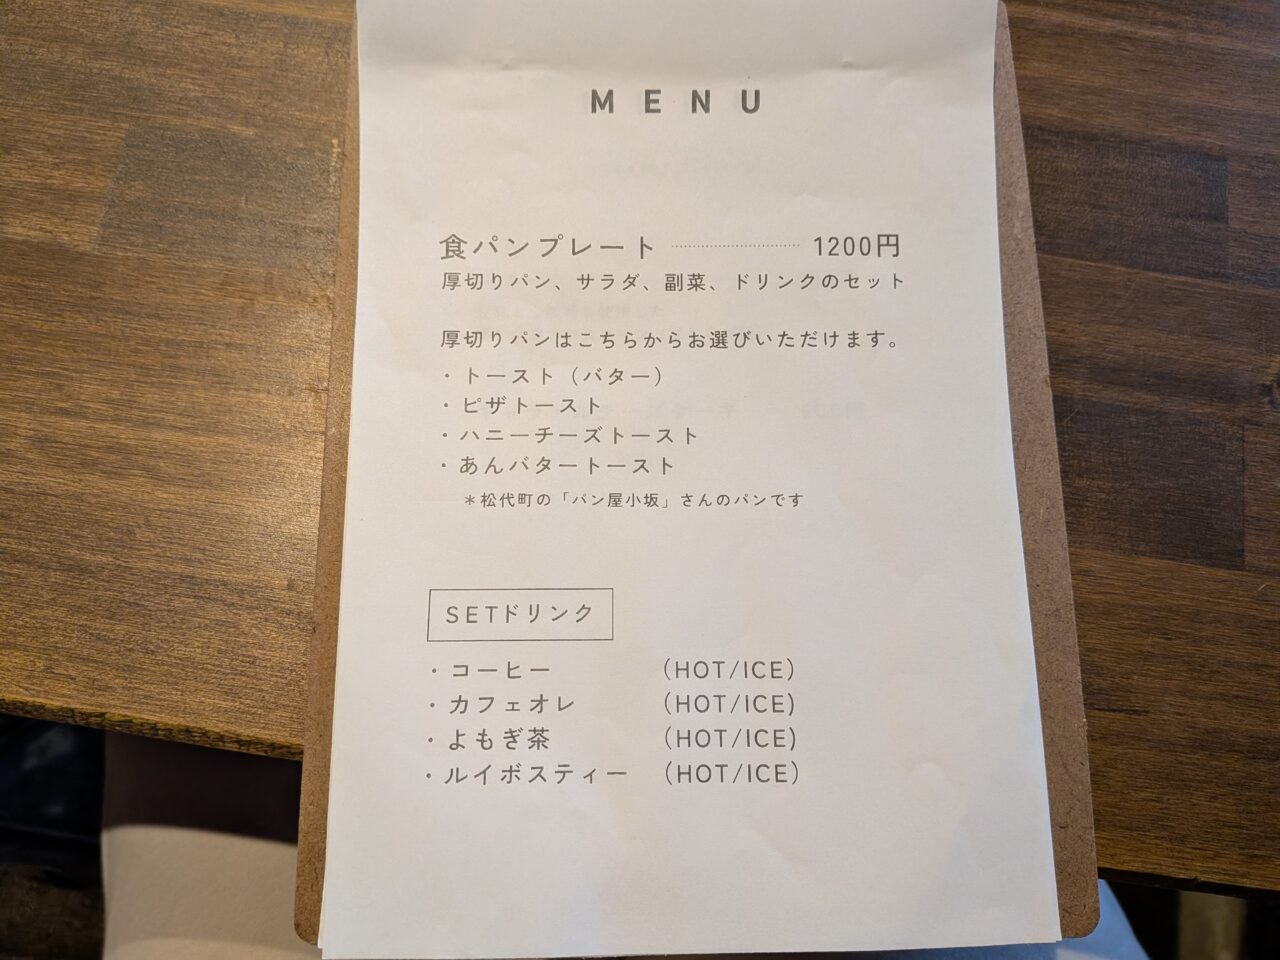 MENU
食パンプレート 1200円
厚切りパン、サラダ、副菜、ドリンクのセット
厚切りパンはこちらからお選びいただけます。
・トースト（バター）
・ピザトースト
・ハニーチーズトースト
・あんバタートースト
＊松代町の「パン屋小坂」さんのパンです
SETドリンク
・コーヒー （HOT/ICE）
・カフェオレ （HOT/ICE）
・よもぎ茶 （HOT/ICE）
・ルイボスティー （HOT/ICE）